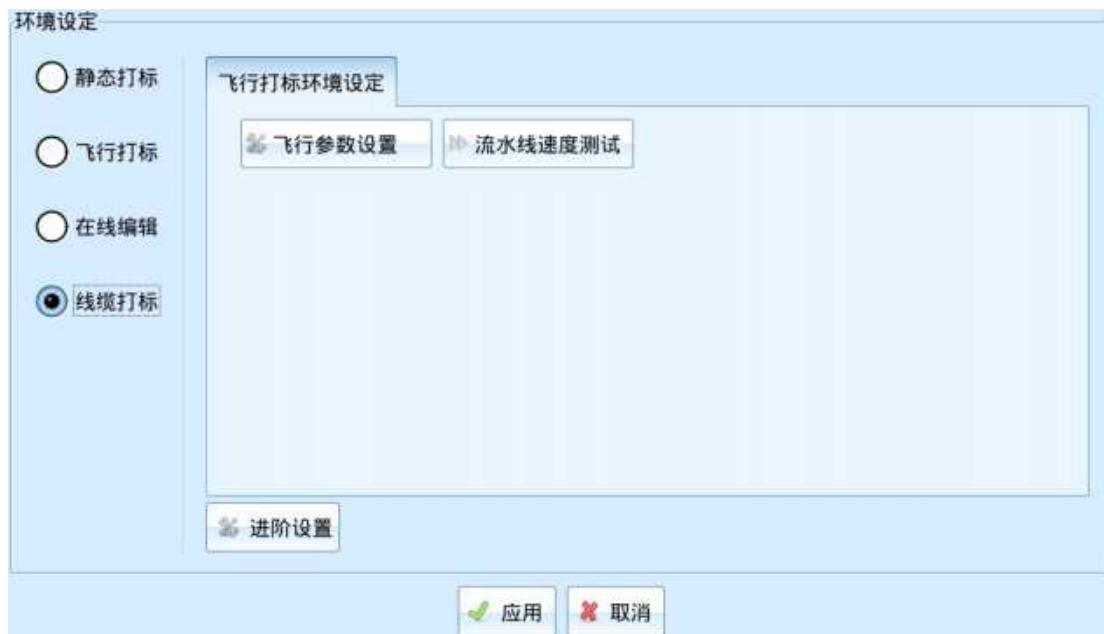 环境设定
静态打标
飞行打标
在线编辑
线缆打标
飞行打标环境设定
飞行参数设置
流水线速度测试
进阶设置
应用
取消